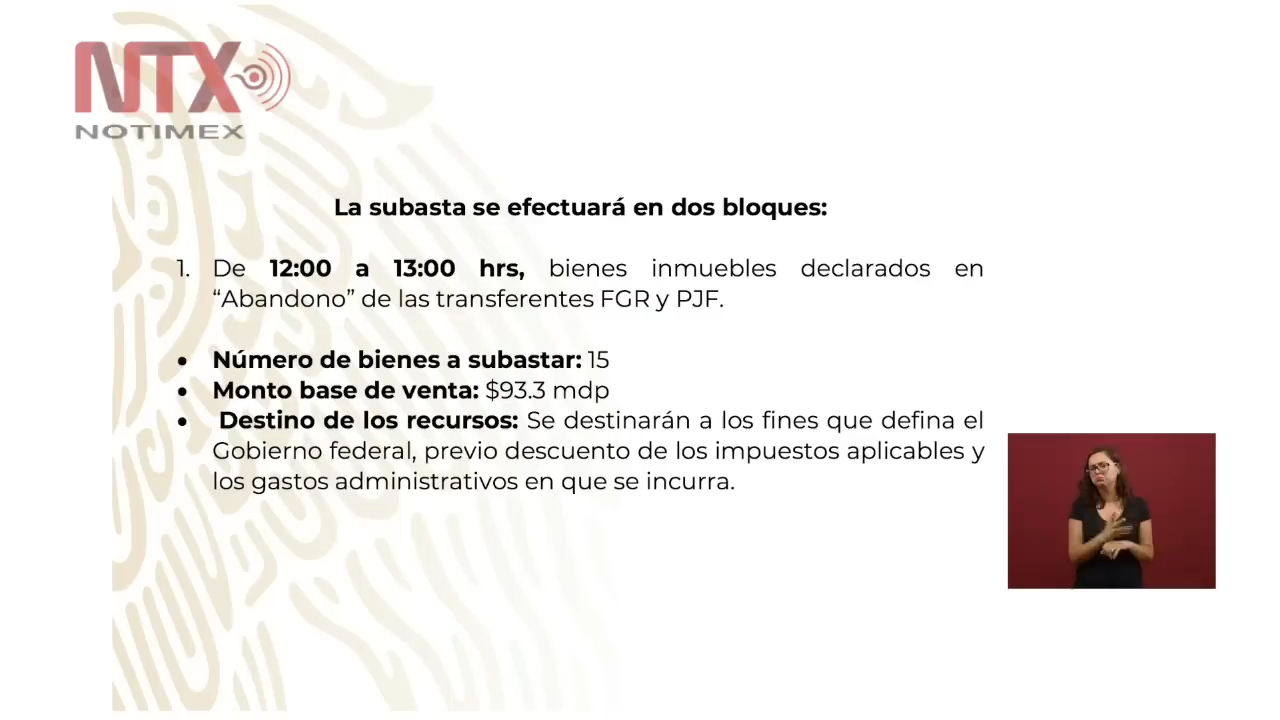 NTX
NOTIMEX
La subasta se efectuará en dos bloques:
1. De 12:00 a 13:00 hrs, bienes inmuebles declarados en
“Abandono” de las transferentes FGR y PJF.
• Número de bienes a subastar: 15
• Monto base de venta: $93.3 mdp
• Destino de los recursos: Se destinarán a los fines que defina el
Gobierno federal, previo descuento de los impuestos aplicables y
los gastos administrativos en que se incurra.